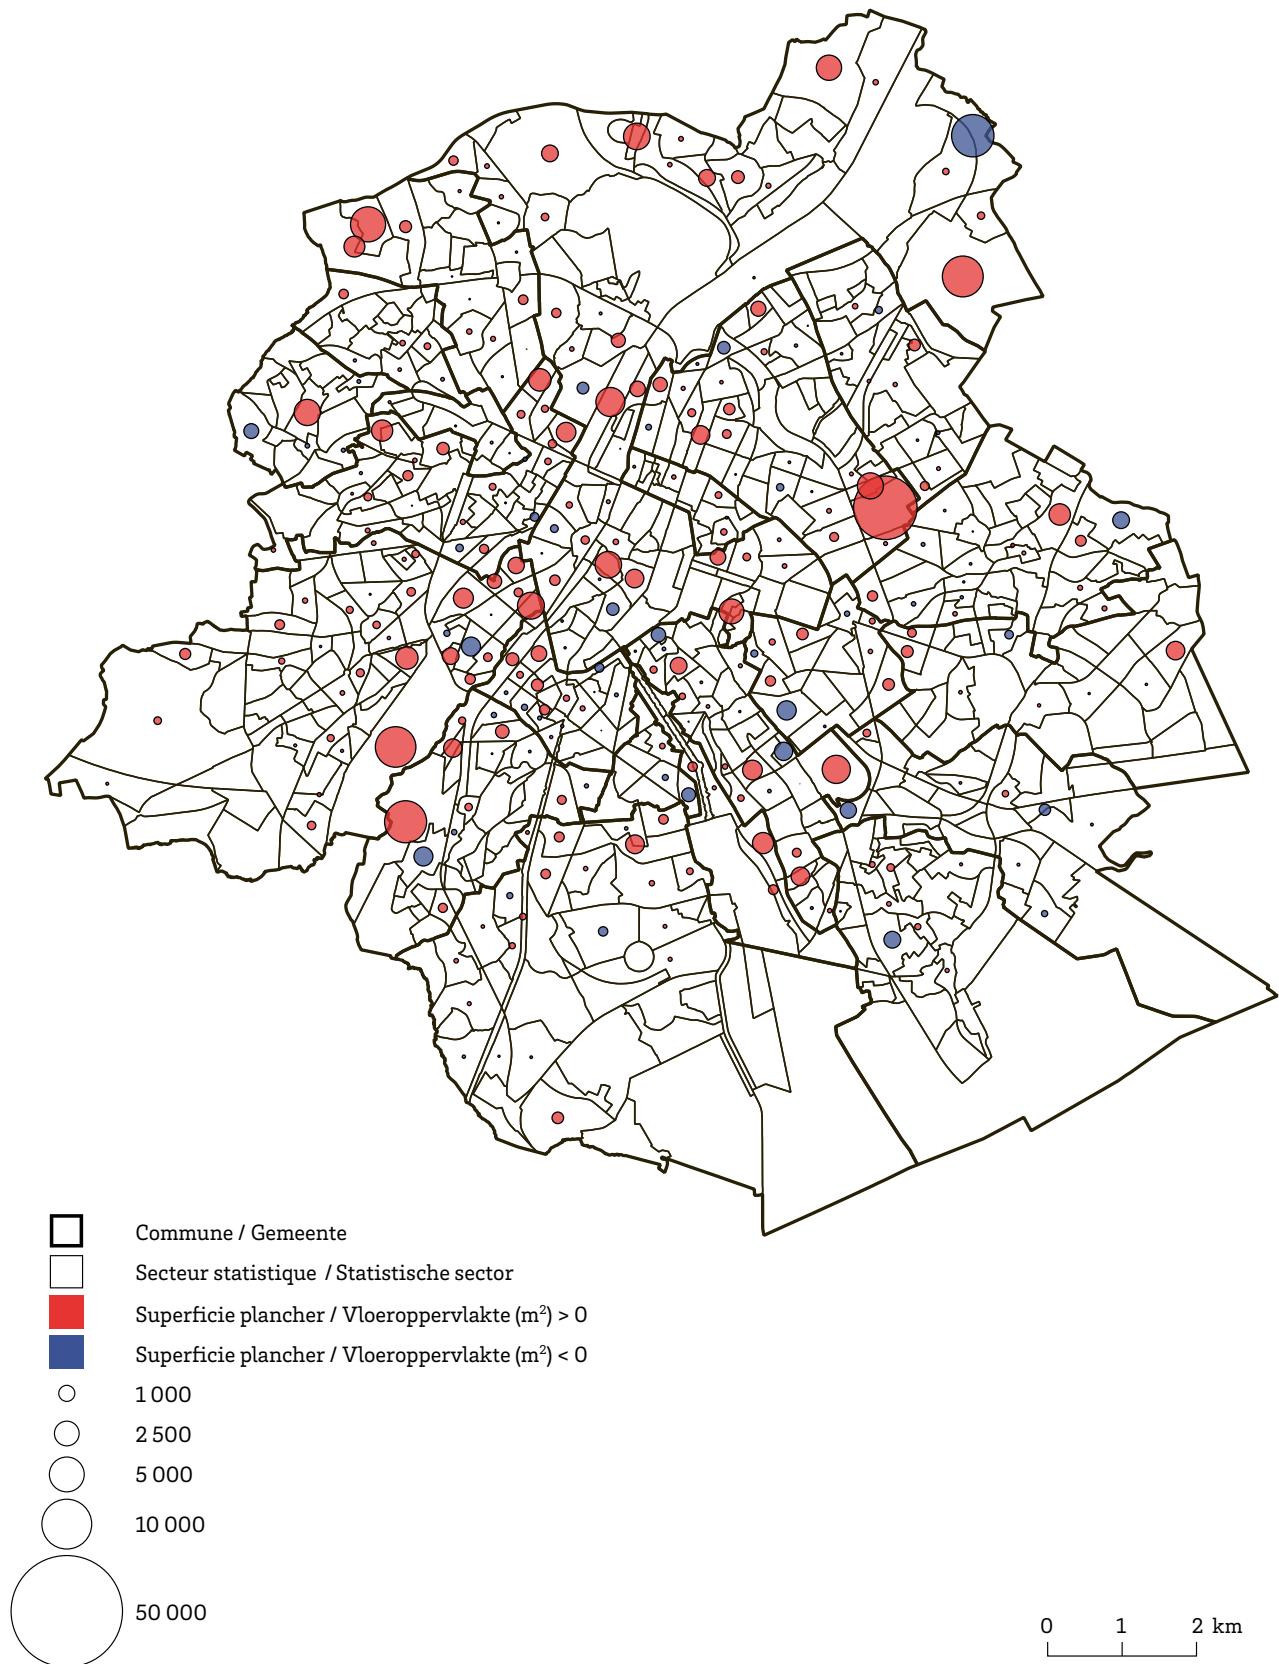 Commune / Gemeente
Secteur statistique / Statistische sector
Superficie plancher / Vloeroppervlakte (m²) > 0
Superficie plancher / Vloeroppervlakte (m²) < 0
1 000
2 500
5 000
10 000
50 000
0 1 2 km